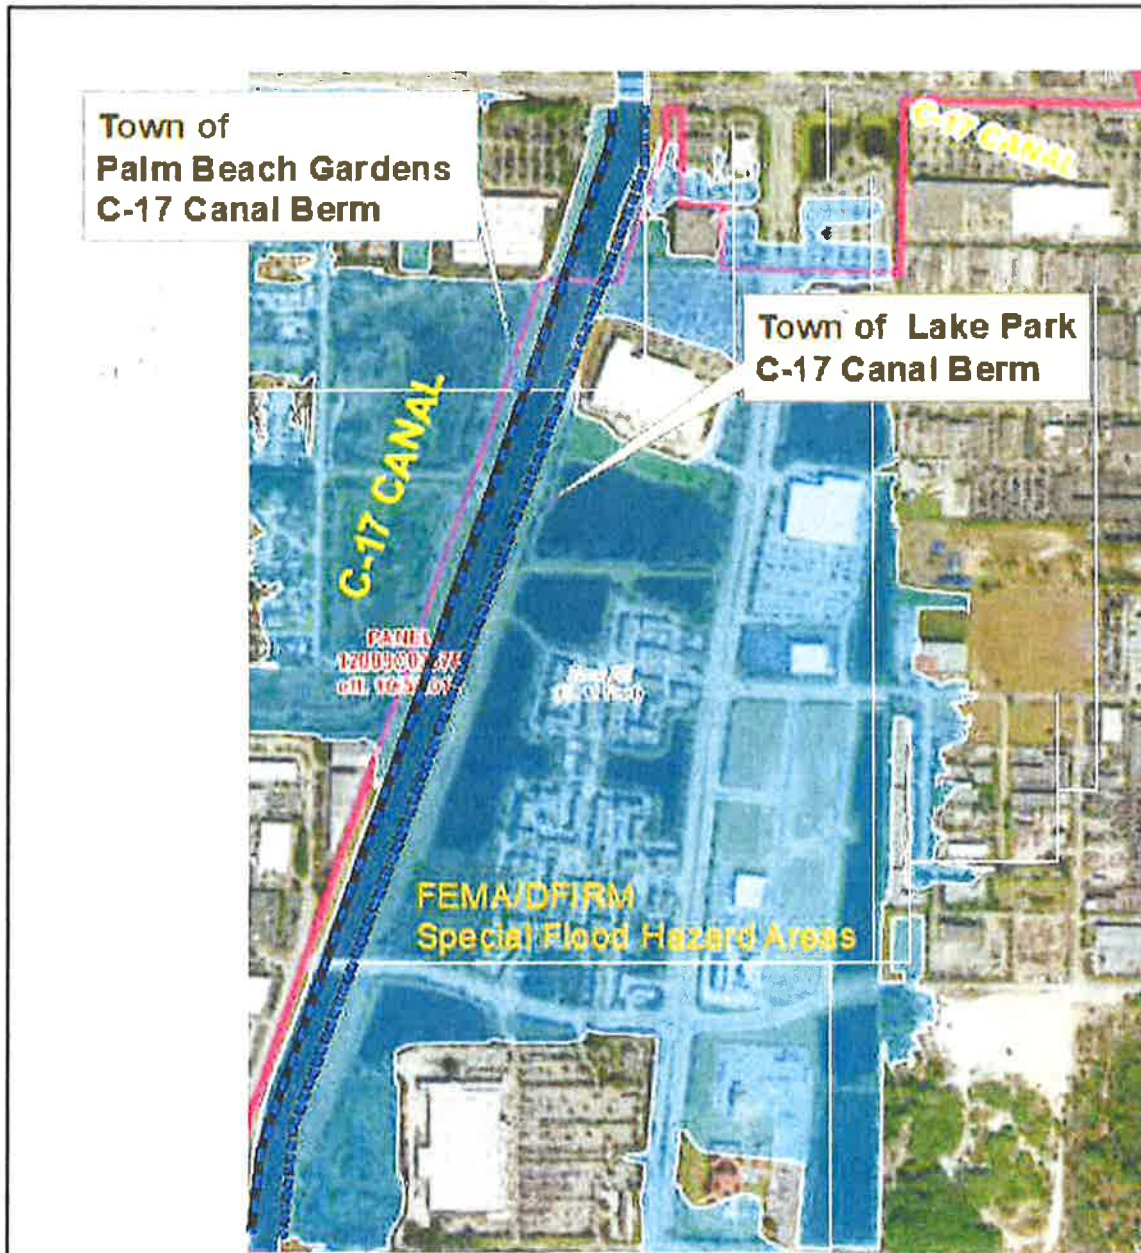 Town of
Palm Beach Gardens
C-17 Canal Berm
C-17 CANAL
Town of Lake Park
C-17 Canal Berm
C-17 CANAL
PANEL
FEMA/DFIRM
Special Flood Hazard Areas